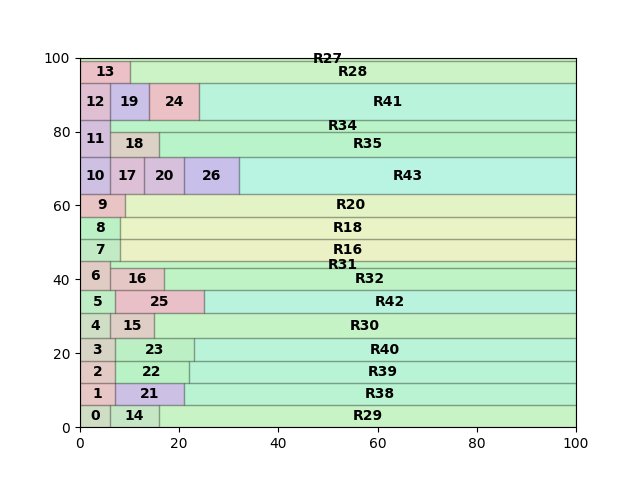 100
R27
13 R28
12 19 24 R41
R34
80
11
18 R35
10 17 20 26 R43
60
9 R20
8 R18
7 R16
R31
40
6
16 R32
5 25 R42
4 15 R30
3 23 R40
20
2 22 R39
1 21 R38
0 14 R29
0
0 20 40 60 80 100